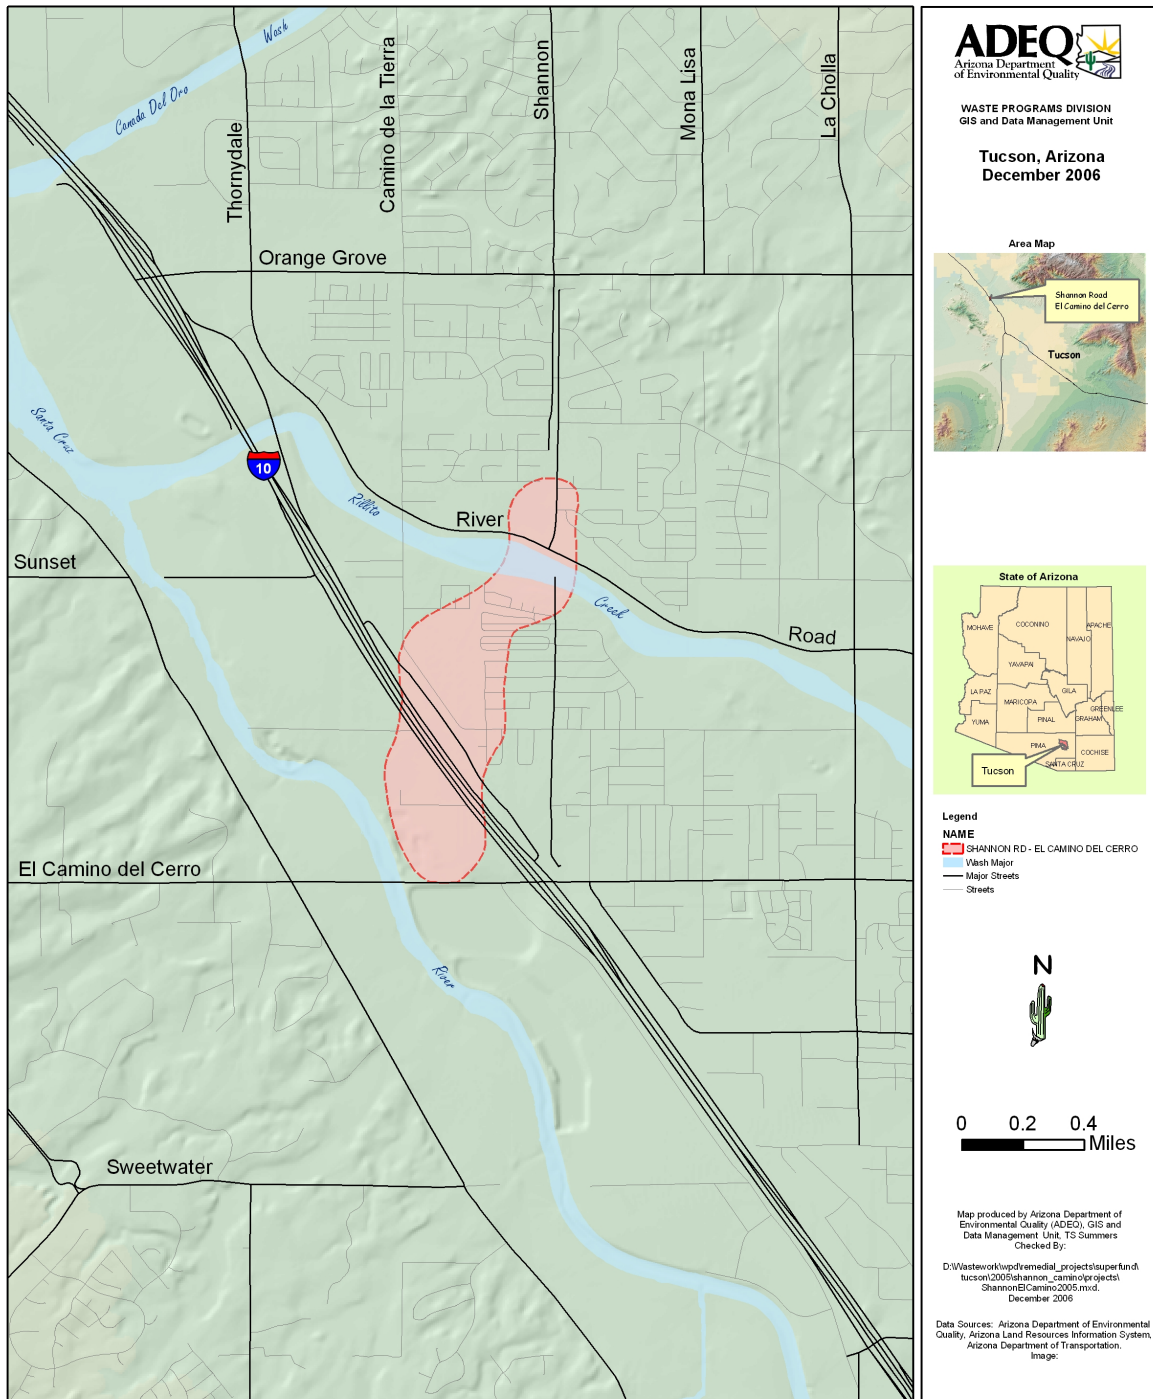 Wash
Canada Del Oro
Thornydale
Camino de la Tierra
Shannon
Mona Lisa
La Cholla
Orange Grove
Santa Cruz
10
Rillito
River
Sunset
Creek
Road
El Camino del Cerro
River
Sweetwater
ADEQ
Arizona Department
of Environmental Quality
WASTE PROGRAMS DIVISION
GIS and Data Management Unit
Tucson, Arizona
December 2006
Area Map
Shannon Road
El Camino del Cerro
Tucson
State of Arizona
MOHAVE
COCONINO
NAVAJO
APACHE
YAVAPAI
LA PAZ
MARICOPA
GILA
GREENLEE
YUMA
PINAL
GRAHAM
PIMA
COCHISE
SANTA CRUZ
Tucson
Legend
NAME
SHANNON RD - EL CAMINO DEL CERRO
Wash Major
Major Streets
Streets
N
0 0.2 0.4
Miles
Map produced by Arizona Department of
Environmental Quality (ADEQ), GIS and
Data Management Unit, TS Summers
Checked By:
D:\Wastework\wpd\remedial_projects\superfund\
tucson\2005\shannon_camino\projects\
ShannonElCamino2005.mxd.
December 2006
Data Sources: Arizona Department of Environmental
Quality, Arizona Land Resources Information System,
Arizona Department of Transportation.
Image: